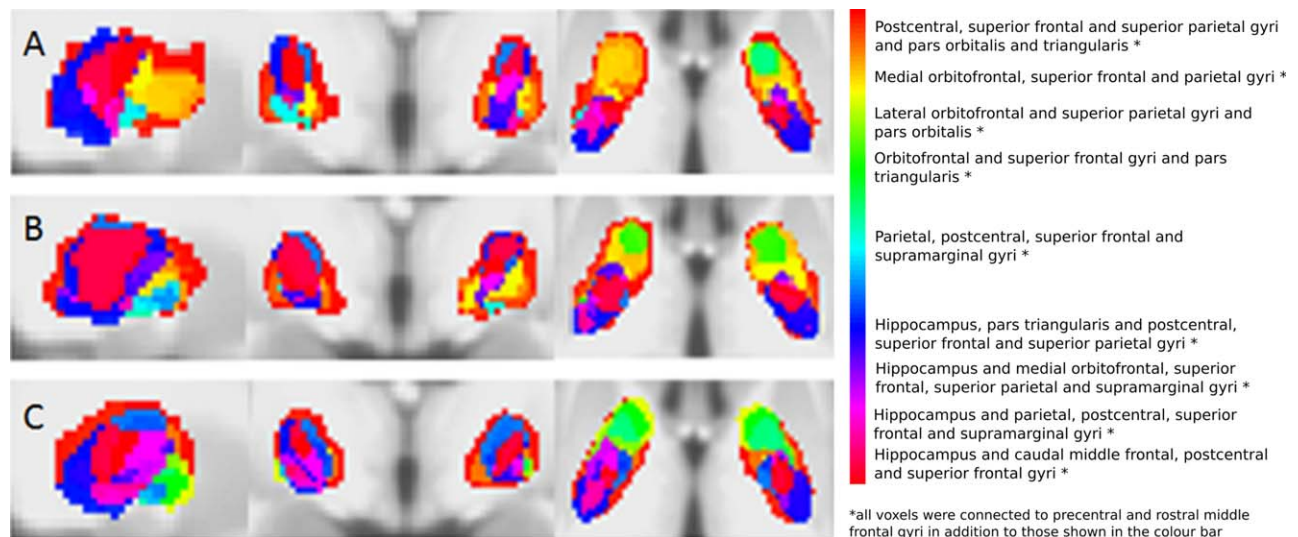 A
B
C
Postcentral, superior frontal and superior parietal gyri
and pars orbitalis and triangularis *
Medial orbitofrontal, superior frontal and parietal gyri *
Lateral orbitofrontal and superior parietal gyri and
pars orbitalis *
Orbitofrontal and superior frontal gyri and pars
triangularis *
Parietal, postcentral, superior frontal and
supramarginal gyri *
Hippocampus, pars triangularis and postcentral,
superior frontal and superior parietal gyri *
Hippocampus and medial orbitofrontal, superior
frontal, superior parietal and supramarginal gyri *
Hippocampus and parietal, postcentral, superior
frontal and supramarginal gyri *
Hippocampus and caudal middle frontal, postcentral
and superior frontal gyri *
*all voxels were connected to precentral and rostral middle
frontal gyri in addition to those shown in the colour bar